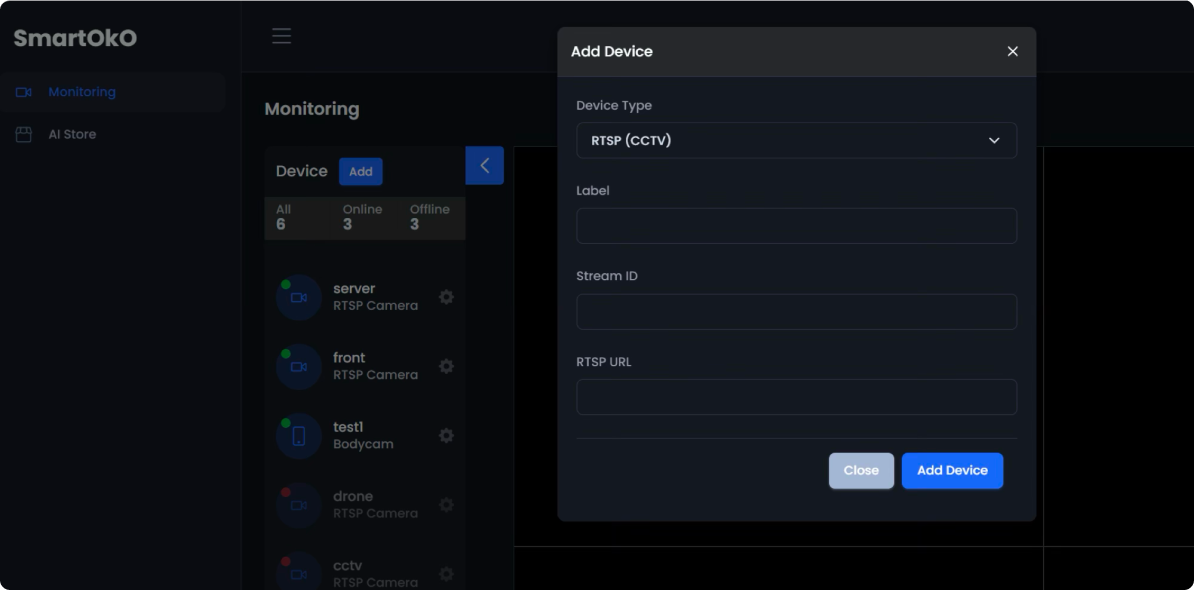 SmartOkO
Monitoring
AI Store
Monitoring
Device
Add
All
Online
Offline
6
3
3
server
RTSP Camera
front
RTSP Camera
test1
Bodycam
drone
RTSP Camera
cctv
RTSP Camera
Add Device
Device Type
RTSP (CCTV)
Label
Stream ID
RTSP URL
Close
Add Device